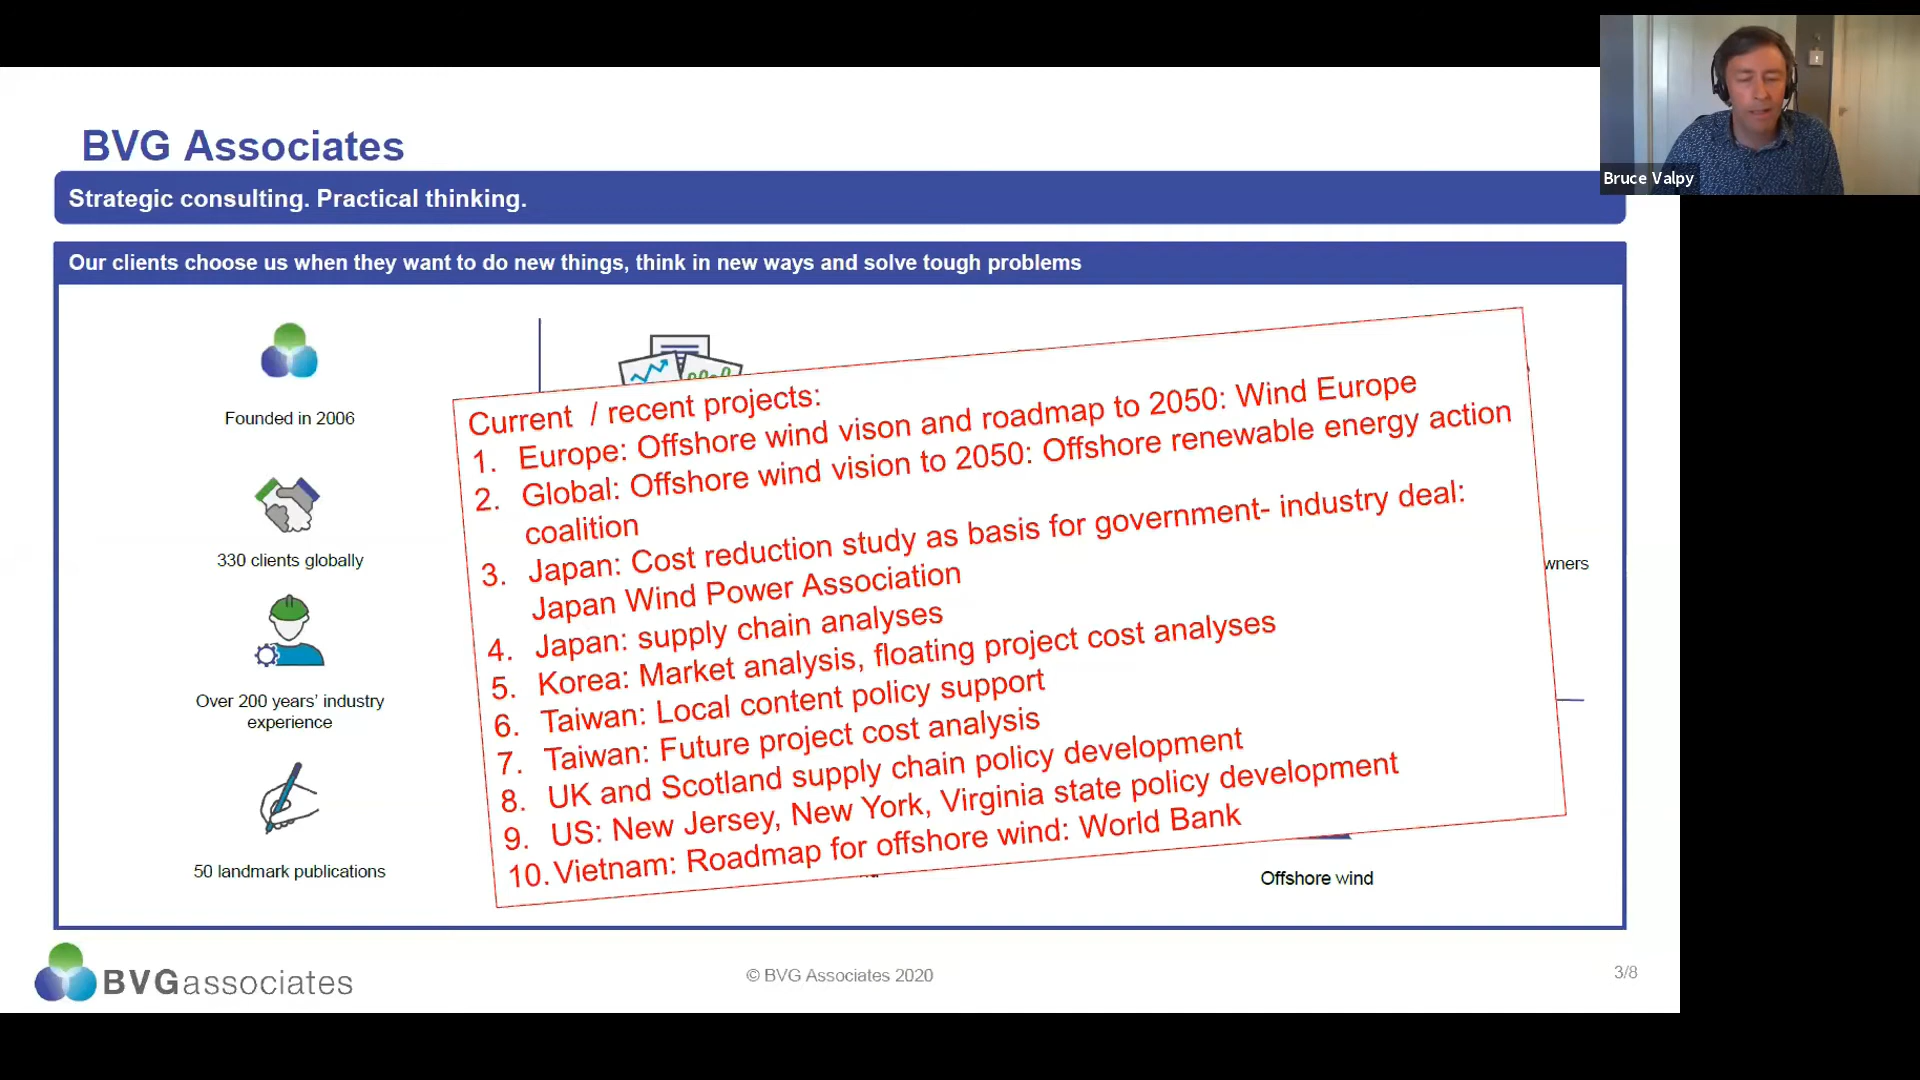 Bruce Valpy
BVG Associates
Strategic consulting. Practical thinking.
Our clients choose us when they want to do new things, think in new ways and solve tough problems
Founded in 2006
330 clients globally
Over 200 years’ industry
experience
50 landmark publications
Current / recent projects:
1. Europe: Offshore wind vison and roadmap to 2050: Wind Europe
2. Global: Offshore wind vision to 2050: Offshore renewable energy action
coalition
3. Japan: Cost reduction study as basis for government- industry deal:
Japan Wind Power Association
4. Japan: supply chain analyses
5. Korea: Market analysis, floating project cost analyses
6. Taiwan: Local content policy support
7. Taiwan: Future project cost analysis
8. UK and Scotland supply chain policy development
9. US: New Jersey, New York, Virginia state policy development
10. Vietnam: Roadmap for offshore wind: World Bank
Offshore wind
BVGassociates
© BVG Associates 2020
3/8